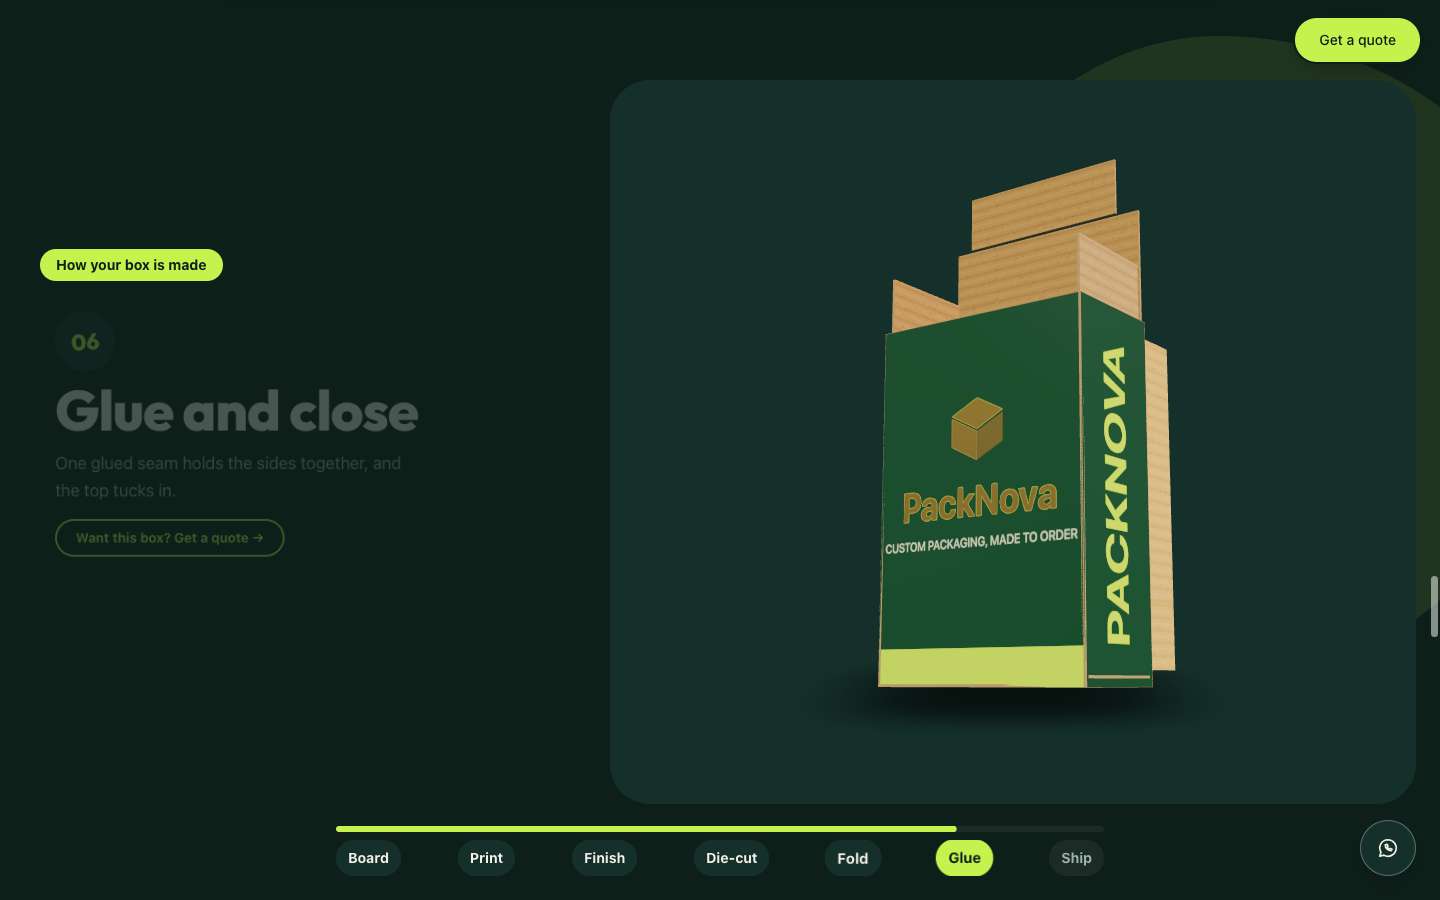 Get a quote
How your box is made
06
Glue and close
One glued seam holds the sides together, and
the top tucks in.
Want this box? Get a quote →
PackNova
CUSTOM PACKAGING, MADE TO ORDER
PACKNOVA
Board
Print
Finish
Die-cut
Fold
Glue
Ship